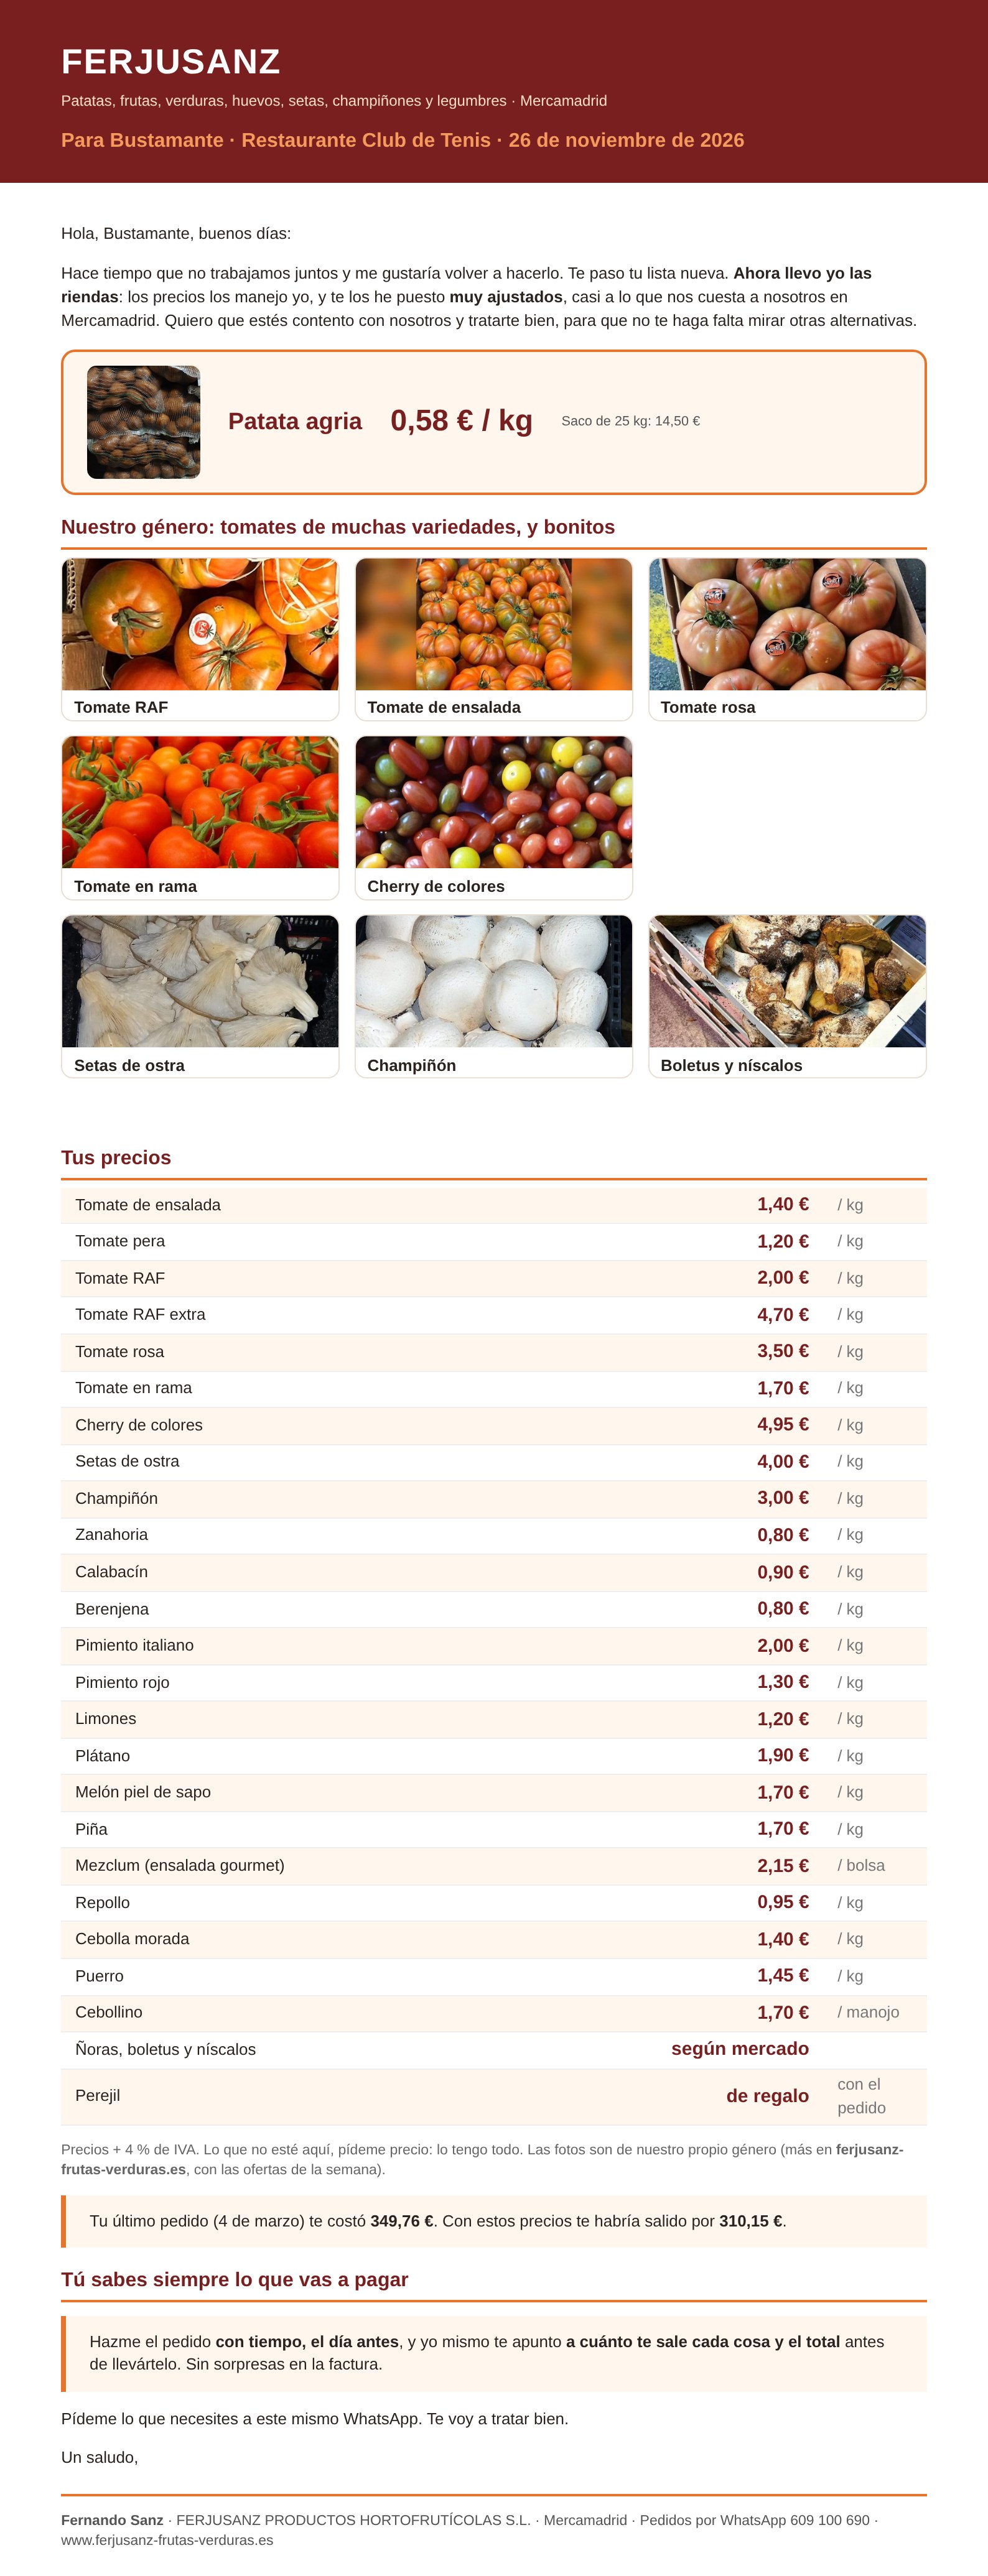 FERJUSANZ
Patatas, frutas, verduras, huevos, setas, champiñones y legumbres · Mercamadrid
Para Bustamante · Restaurante Club de Tenis · 26 de noviembre de 2026
Hola, Bustamante, buenos días:
Hace tiempo que no trabajamos juntos y me gustaría volver a hacerlo. Te paso tu lista nueva. Ahora llevo yo las
riendas: los precios los manejo yo, y te los he puesto muy ajustados, casi a lo que nos cuesta a nosotros en
Mercamadrid. Quiero que estés contento con nosotros y tratarte bien, para que no te haga falta mirar otras alternativas.
Patata agria 0,58 € / kg Saco de 25 kg: 14,50 €
Nuestro género: tomates de muchas variedades, y bonitos
Tomate RAF
Tomate de ensalada
Tomate rosa
Tomate en rama
Cherry de colores
Setas de ostra
Champiñón
Boletus y níscalos
Tus precios
Tomate de ensalada 1,40 € / kg
Tomate pera 1,20 € / kg
Tomate RAF 2,00 € / kg
Tomate RAF extra 4,70 € / kg
Tomate rosa 3,50 € / kg
Tomate en rama 1,70 € / kg
Cherry de colores 4,95 € / kg
Setas de ostra 4,00 € / kg
Champiñón 3,00 € / kg
Zanahoria 0,80 € / kg
Calabacín 0,90 € / kg
Berenjena 0,80 € / kg
Pimiento italiano 2,00 € / kg
Pimiento rojo 1,30 € / kg
Limones 1,20 € / kg
Plátano 1,90 € / kg
Melón piel de sapo 1,70 € / kg
Piña 1,70 € / kg
Mezclum (ensalada gourmet) 2,15 € / bolsa
Repollo 0,95 € / kg
Cebolla morada 1,40 € / kg
Puerro 1,45 € / kg
Cebollino 1,70 € / manojo
Ñoras, boletus y níscalos según mercado
Perejil de regalo con el
pedido
Precios + 4 % de IVA. Lo que no esté aquí, pídeme precio: lo tengo todo. Las fotos son de nuestro propio género (más en ferjusanz-
frutas-verduras.es, con las ofertas de la semana).
Tu último pedido (4 de marzo) te costó 349,76 €. Con estos precios te habría salido por 310,15 €.
Tú sabes siempre lo que vas a pagar
Hazme el pedido con tiempo, el día antes, y yo mismo te apunto a cuánto te sale cada cosa y el total antes
de llevártelo. Sin sorpresas en la factura.
Pídeme lo que necesites a este mismo WhatsApp. Te voy a tratar bien.
Un saludo,
Fernando Sanz · FERJUSANZ PRODUCTOS HORTOFRUTÍCOLAS S.L. · Mercamadrid · Pedidos por WhatsApp 609 100 690 ·
www.ferjusanz-frutas-verduras.es